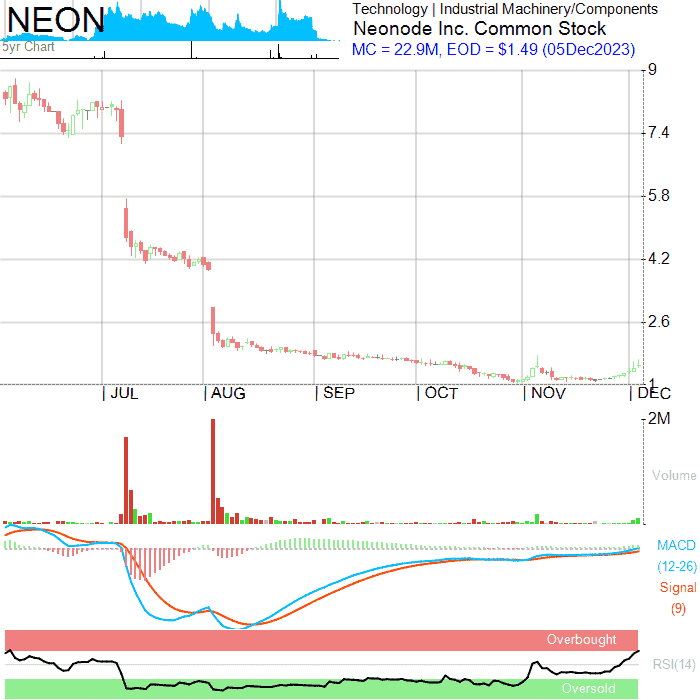 NEON
5yr Chart
Technology | Industrial Machinery/Components
Neonode Inc. Common Stock
MC = 22.9M, EOD = $1.49 (05Dec2023)
9
7.4
5.8
4.2
2.6
1
JUL AUG SEP OCT NOV DEC
2M
Volume
MACD
(12-26)
Signal
(9)
Overbought
RSI(14)
Oversold